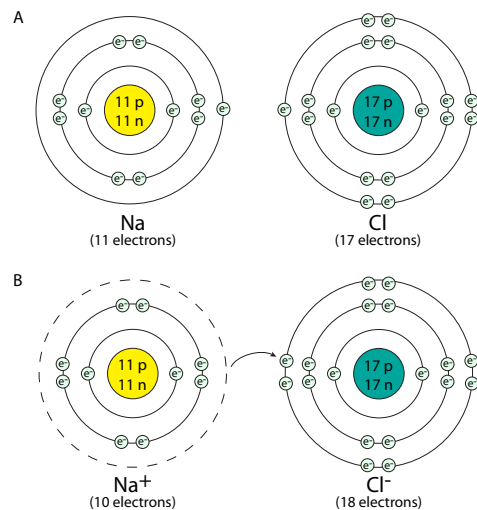 A
e⁻ e⁻
e⁻ 11 p e⁻
e⁻ e⁻ e⁻
e⁻ 11 n e⁻
e⁻ e⁻
Na
(11 electrons)
e⁻ e⁻
e⁻ e⁻
e⁻ 17 p e⁻ e⁻
e⁻ e⁻ e⁻
e⁻ 17 n e⁻ e⁻
e⁻ e⁻
e⁻ e⁻
Cl
(17 electrons)
B
e⁻ e⁻
e⁻ 11 p e⁻
e⁻ e⁻
e⁻ 11 n e⁻
e⁻ e⁻
Na⁺
(10 electrons)
e⁻ e⁻
e⁻ e⁻
e⁻ e⁻ 17 p e⁻ e⁻
e⁻ e⁻
e⁻ e⁻ 17 n e⁻ e⁻
e⁻ e⁻
e⁻ e⁻
Cl⁻
(18 electrons)